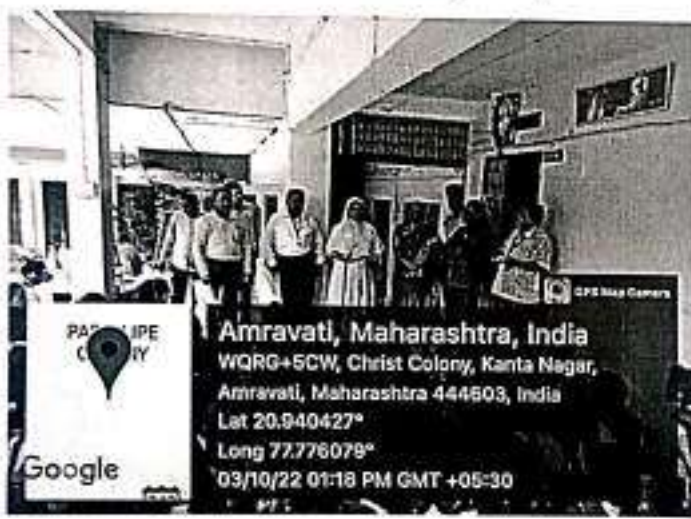 GPS Map Camera
Amravati, Maharashtra, India
WQRG+5CW, Christ Colony, Kanta Nagar,
Amravati, Maharashtra 444603, India
Lat 20.940427°
Long 77.776079°
03/10/22 01:18 PM GMT +05:30
Google